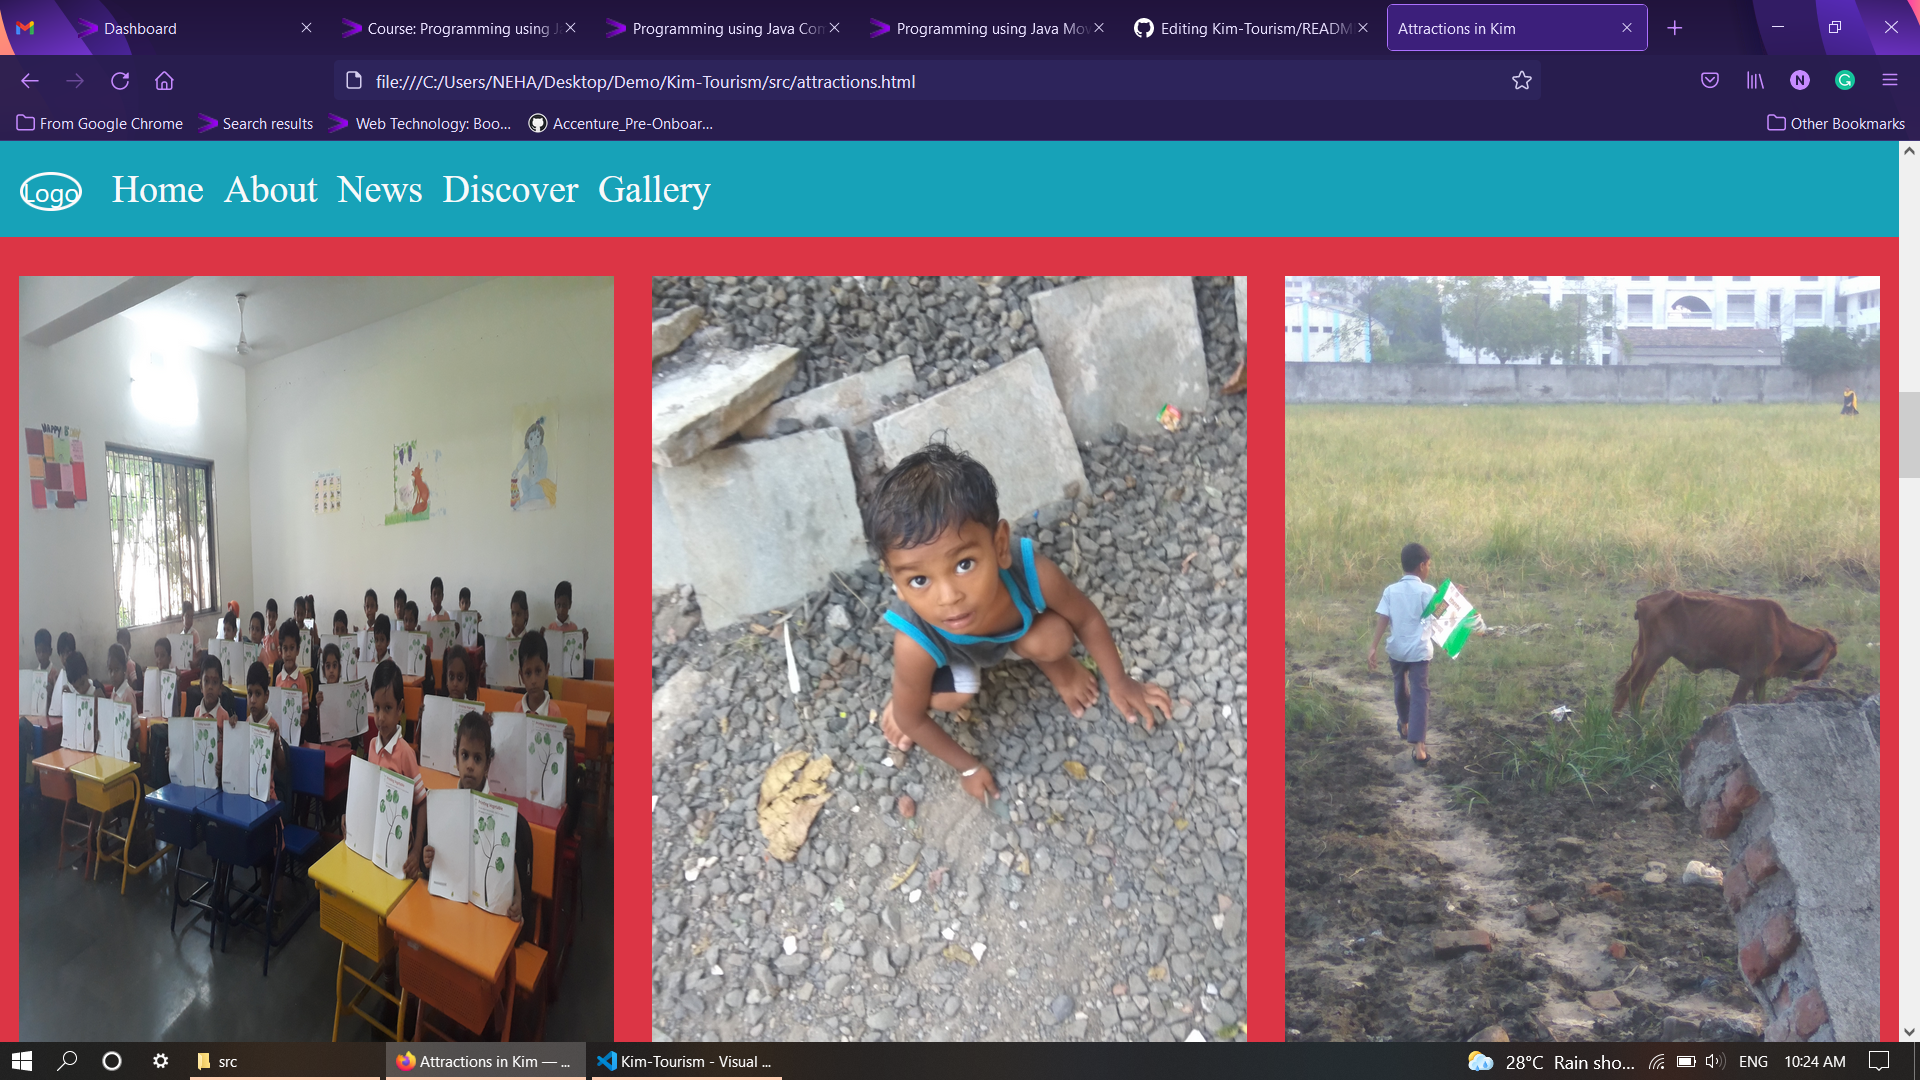 Dashboard
Course: Programming using J
Programming using Java Con
Programming using Java Mov
Editing Kim-Tourism/READM
Attractions in Kim
file:///C:/Users/NEHA/Desktop/Demo/Kim-Tourism/src/attractions.html
N
From Google Chrome
Search results
Web Technology: Boo...
Accenture_Pre-Onboar...
Other Bookmarks
Logo Home About News Discover Gallery
src
Attractions in Kim — ...
Kim-Tourism - Visual ...
28°C Rain sho...
ENG
10:24 AM